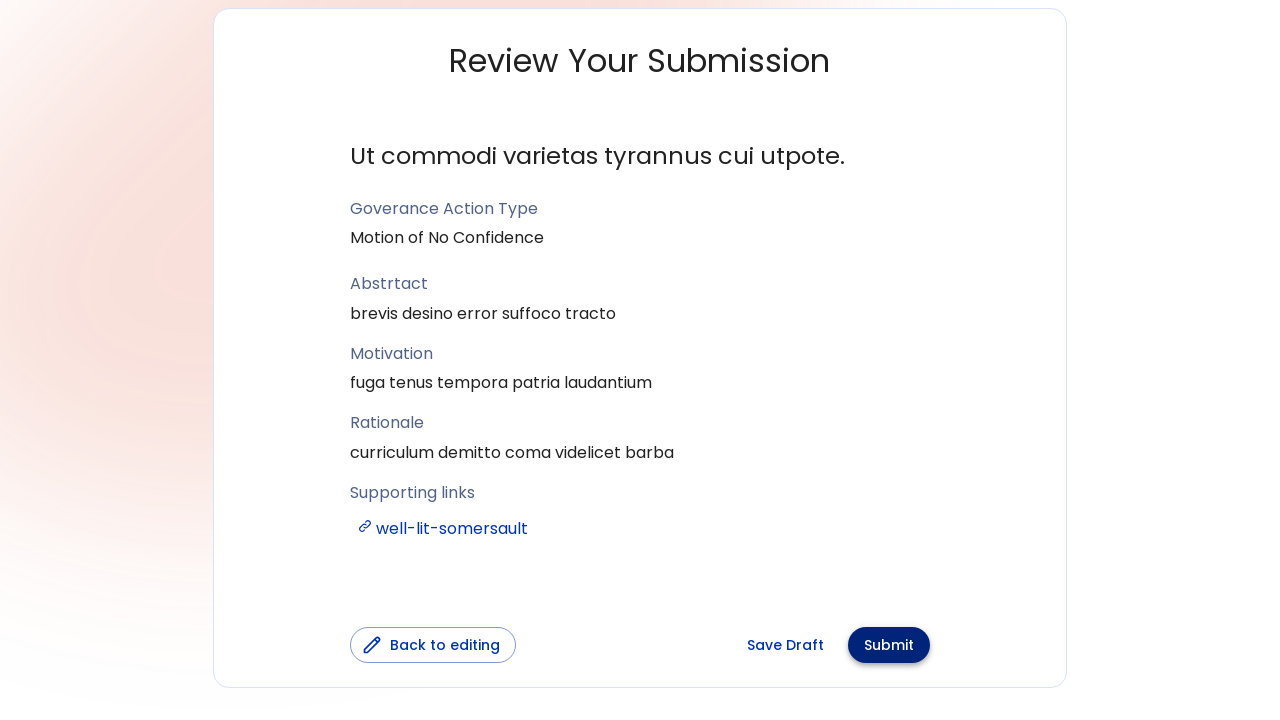 Review Your Submission
Ut commodi varietas tyrannus cui utpote.
Goverance Action Type
Motion of No Confidence
Abstrtact
brevis desino error suffoco tracto
Motivation
fuga tenus tempora patria laudantium
Rationale
curriculum demitto coma videlicet barba
Supporting links
well-lit-somersault
Back to editing
Save Draft
Submit